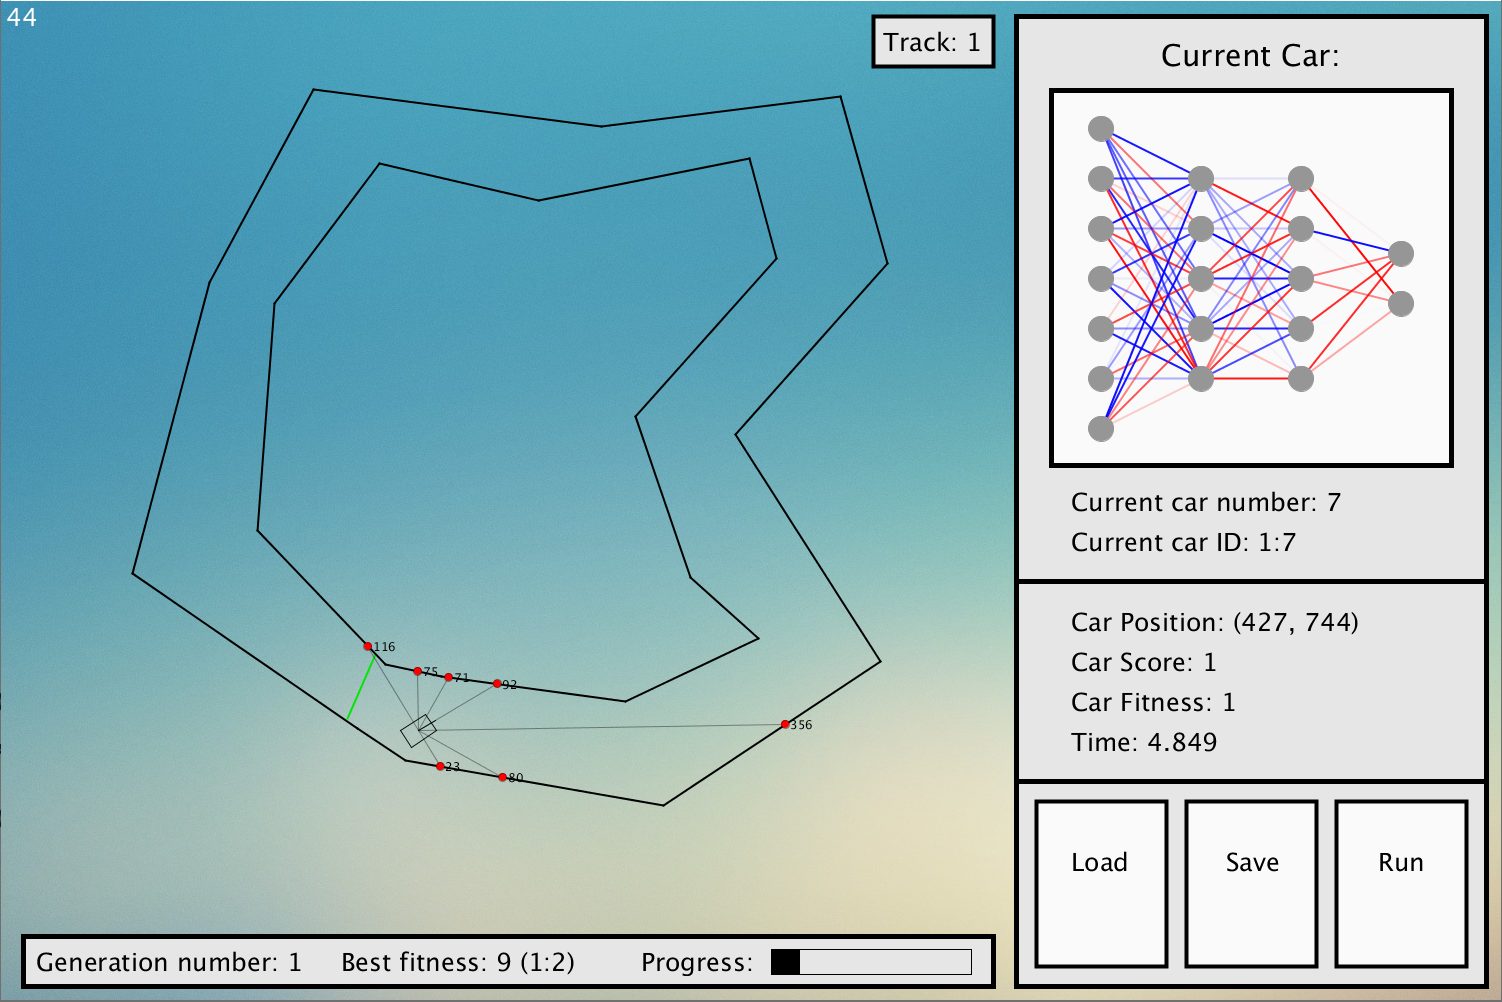 44
Track: 1
Current Car:
Current car number: 7
Current car ID: 1:7
Car Position: (427, 744)
Car Score: 1
Car Fitness: 1
Time: 4.849
116
75
71
92
356
23
80
Load
Save
Run
Generation number: 1
Best fitness: 9 (1:2)
Progress: